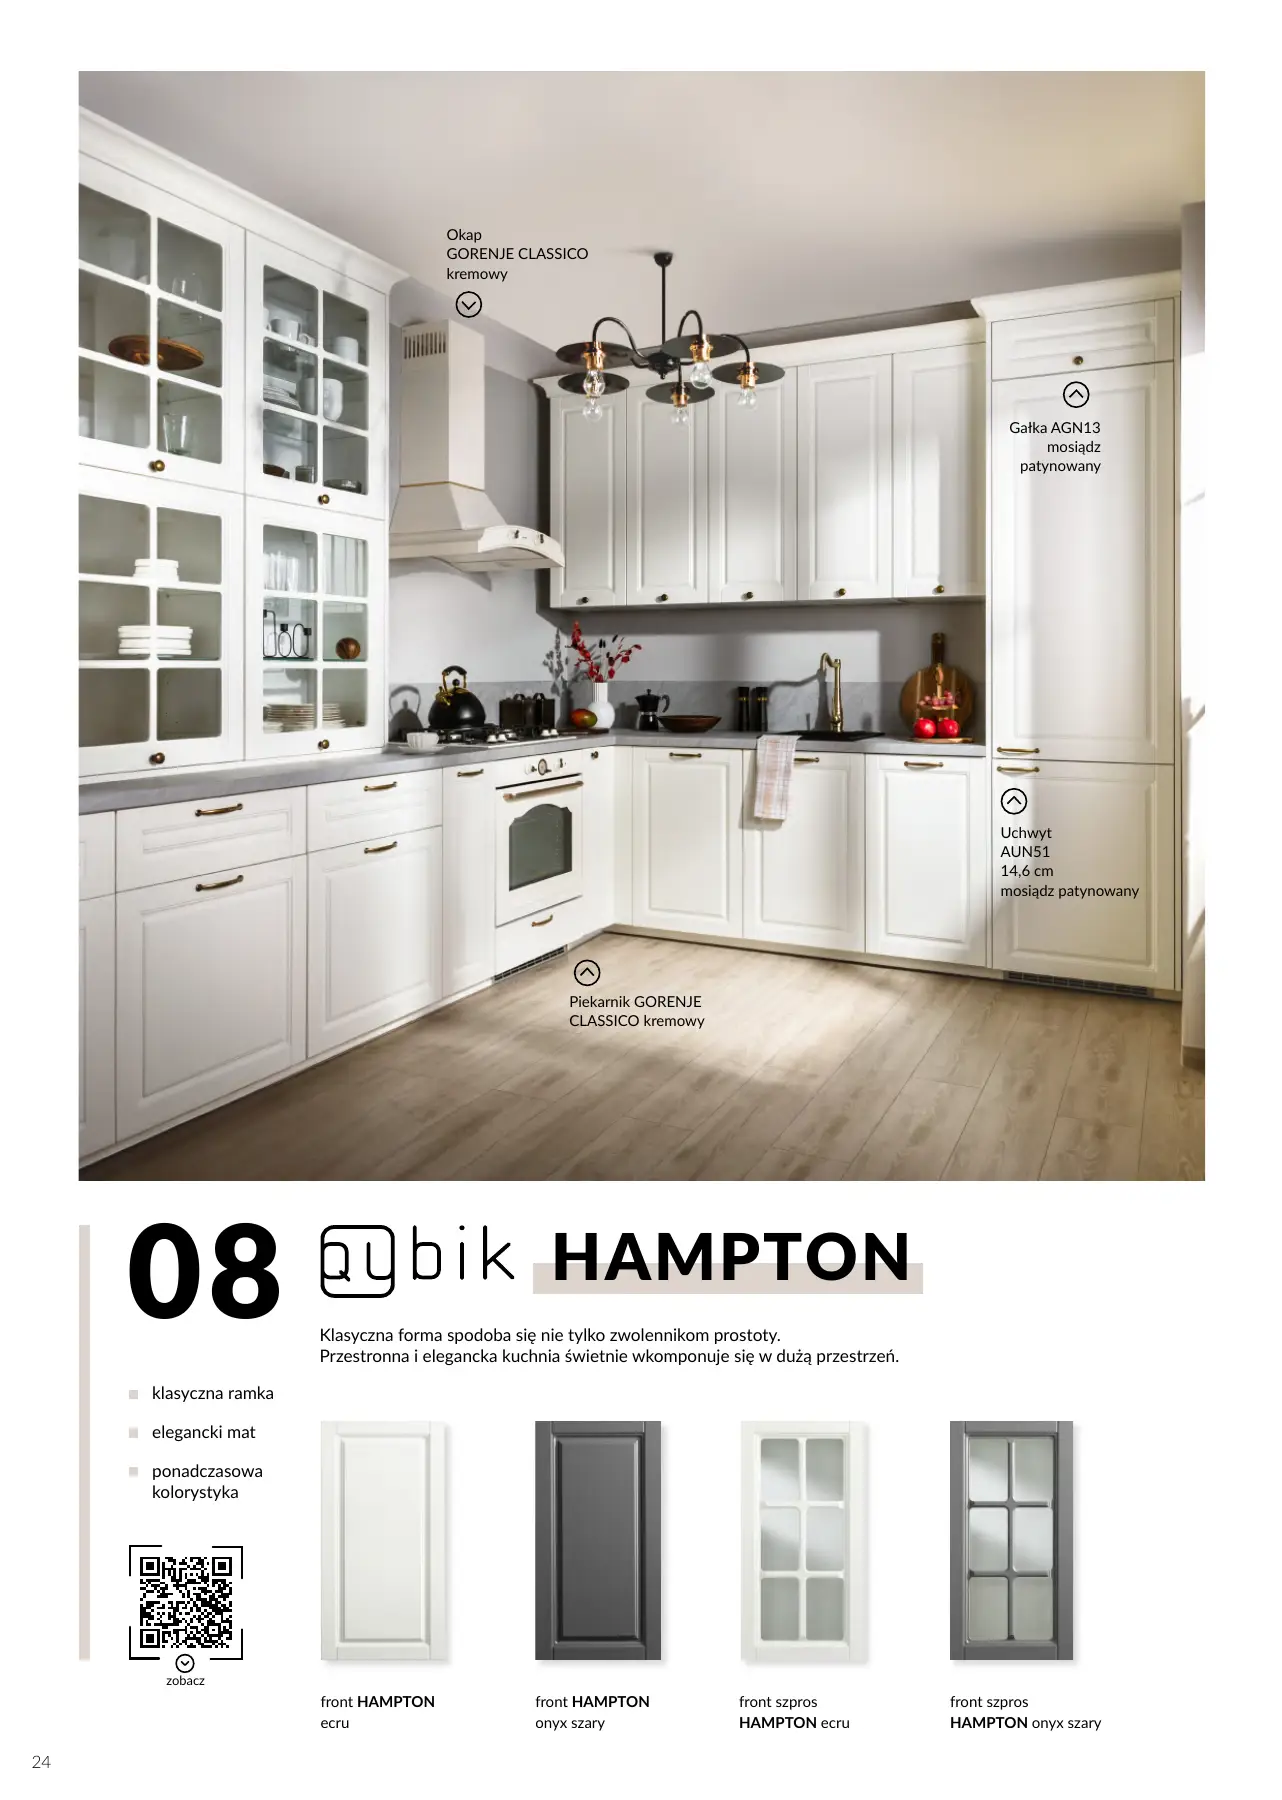 Okap
GORENJE CLASSICO
kremowy
Gałka AGN13
mosiądz
patynowany
Uchwyt
AUN51
14,6 cm
mosiądz patynowany
Piekarnik GORENJE
CLASSICO kremowy
08
Qubik HAMPTON
Klasyczna forma spodoba się nie tylko zwolennikom prostoty.
Przestronna i elegancka kuchnia świetnie wkomponuje się w dużą przestrzeń.
klasyczna ramka
elegancki mat
ponadczasowa
kolorystyka
zobacz
front HAMPTON
ecru
front HAMPTON
onyx szary
front szpros
HAMPTON ecru
front szpros
HAMPTON onyx szary
24